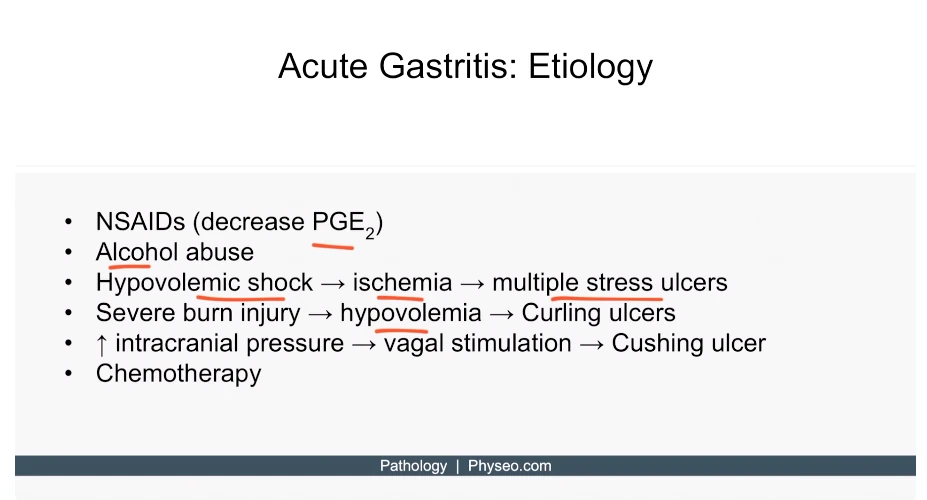 Acute Gastritis: Etiology
• NSAIDs (decrease PGE₂)
• Alcohol abuse
• Hypovolemic shock → ischemia → multiple stress ulcers
• Severe burn injury → hypovolemia → Curling ulcers
• ↑ intracranial pressure → vagal stimulation → Cushing ulcer
• Chemotherapy
Pathology | Physeo.com